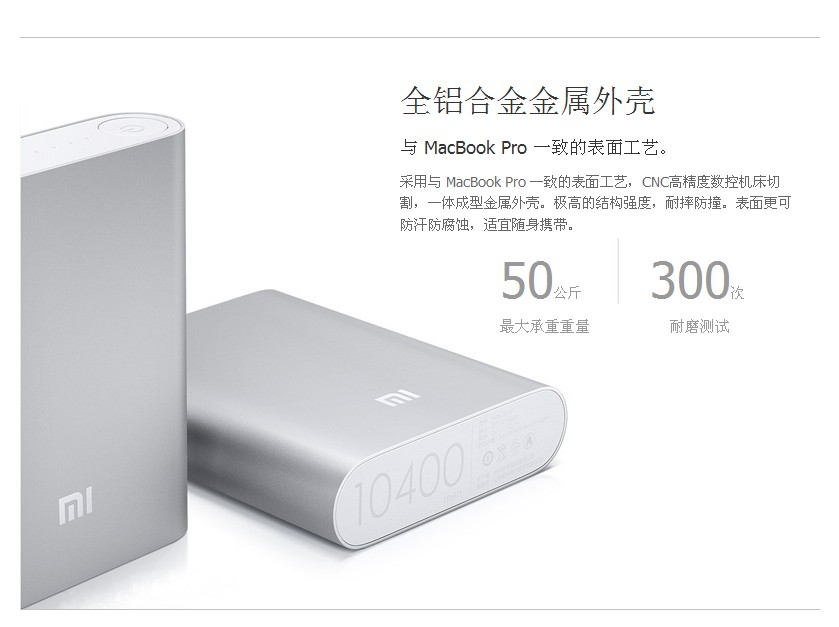 全铝合金金属外壳
与 MacBook Pro 一致的表面工艺。
采用与 MacBook Pro 一致的表面工艺，CNC高精度数控机床切
割，一体成型金属外壳。极高的结构强度，耐摔防撞。表面更可
防汗防腐蚀，适宜随身携带。
50公斤
300次
最大承重重量
耐磨测试
mi
mi
10400